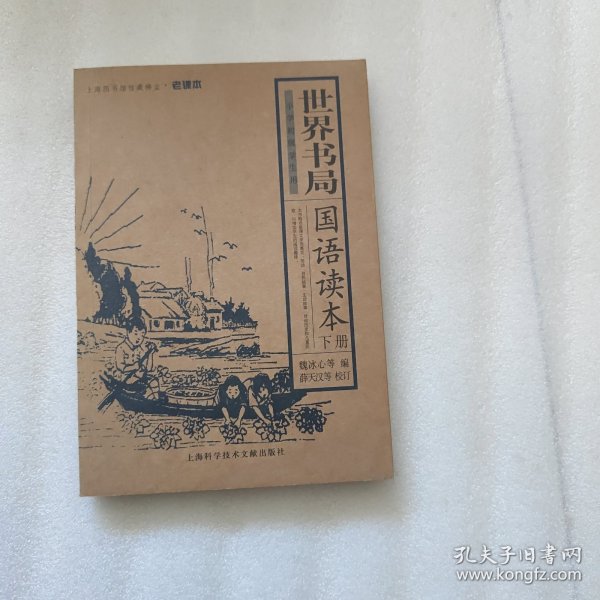 上海图书馆馆藏拂尘·老课本
世界书局
小学初级学生用
国语读本
下册
魏冰心等 编
薛天汉等 校订
上海科学技术文献出版社
孔夫子旧书网
www.kongfz.com